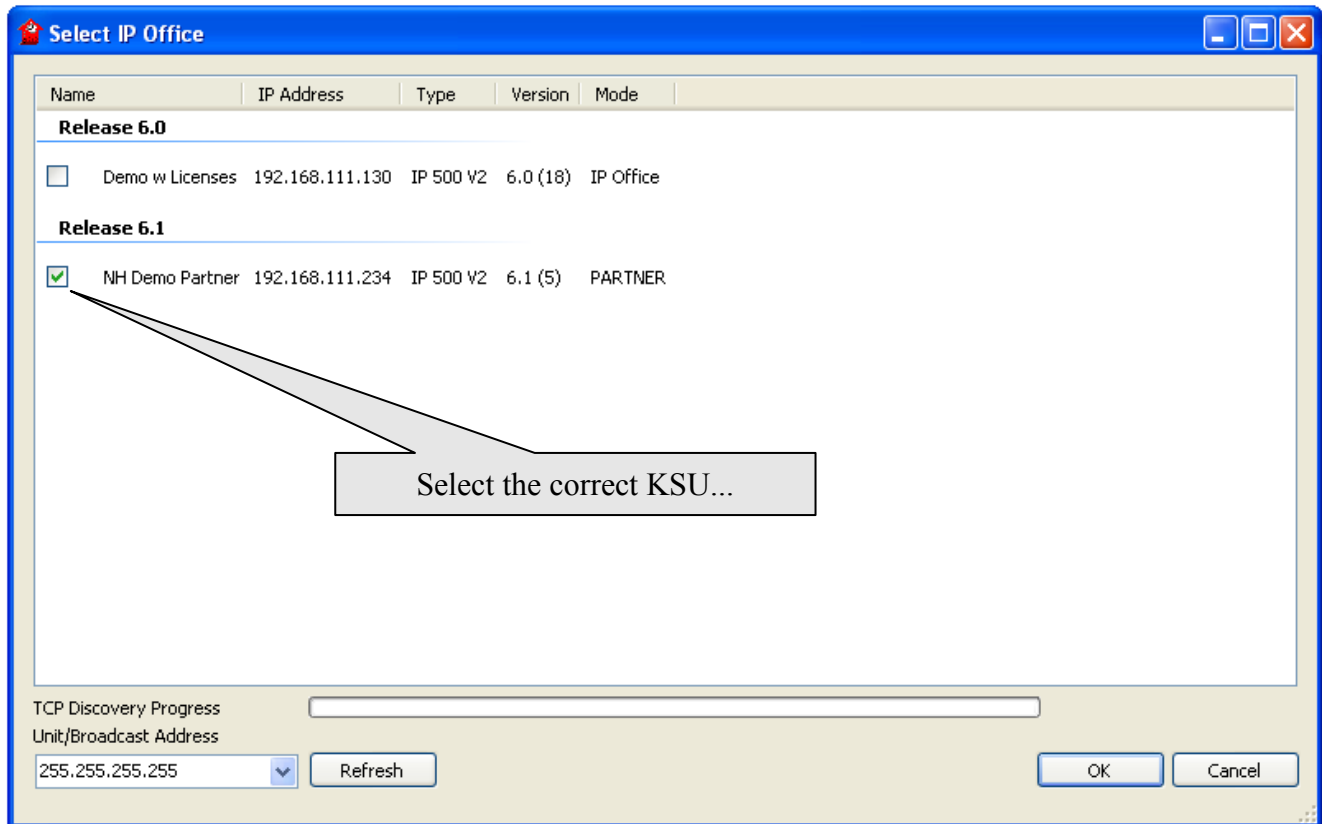 Select IP Office
Name IP Address Type Version Mode
Release 6.0
Demo w Licenses 192.168.111.130 IP 500 V2 6.0 (18) IP Office
Release 6.1
NH Demo Partner 192.168.111.234 IP 500 V2 6.1 (5) PARTNER
Select the correct KSU...
TCP Discovery Progress
Unit/Broadcast Address
255.255.255.255 Refresh OK Cancel